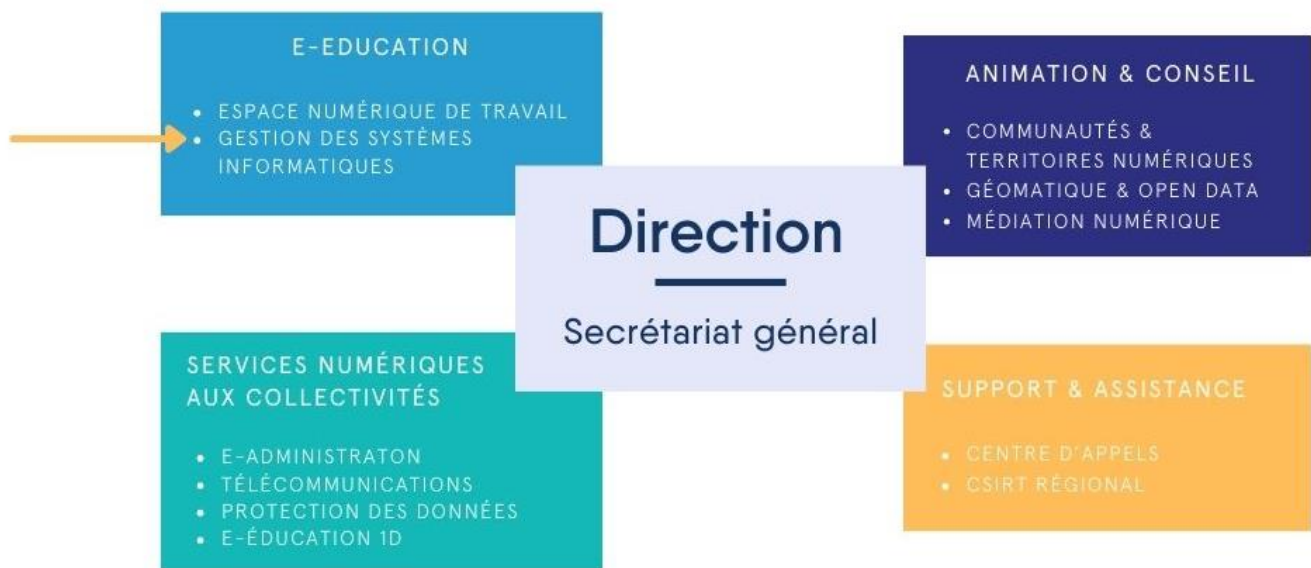 E-EDUCATION
• ESPACE NUMÉRIQUE DE TRAVAIL
• GESTION DES SYSTÈMES
INFORMATIQUES
ANIMATION & CONSEIL
• COMMUNAUTÉS &
TERRITOIRES NUMÉRIQUES
• GÉOMATIQUE & OPEN DATA
• MÉDIATION NUMÉRIQUE
Direction
Secrétariat général
SERVICES NUMÉRIQUES
AUX COLLECTIVITÉS
• E-ADMINISTRATON
• TÉLÉCOMMUNICATIONS
• PROTECTION DES DONNÉES
• E-ÉDUCATION 1D
SUPPORT & ASSISTANCE
• CENTRE D'APPELS
• CSIRT RÉGIONAL